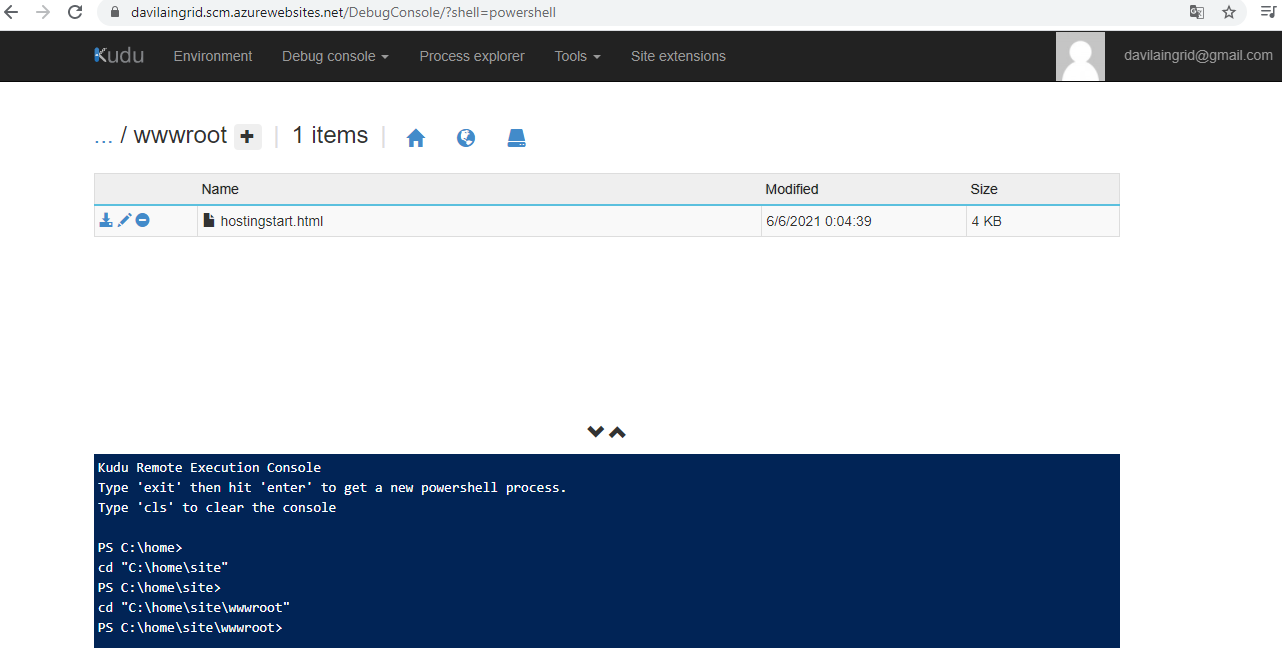 davilaingrid.scm.azurewebsites.net/DebugConsole/?shell=powershell
Kudu Environment Debug console Process explorer Tools Site extensions davilaingrid@gmail.com
... / wwwroot + | 1 items |
Name Modified Size
hostingstart.html 6/6/2021 0:04:39 4 KB
Kudu Remote Execution Console
Type 'exit' then hit 'enter' to get a new powershell process.
Type 'cls' to clear the console
PS C:\home>
cd "C:\home\site"
PS C:\home\site>
cd "C:\home\site\wwwroot"
PS C:\home\site\wwwroot>